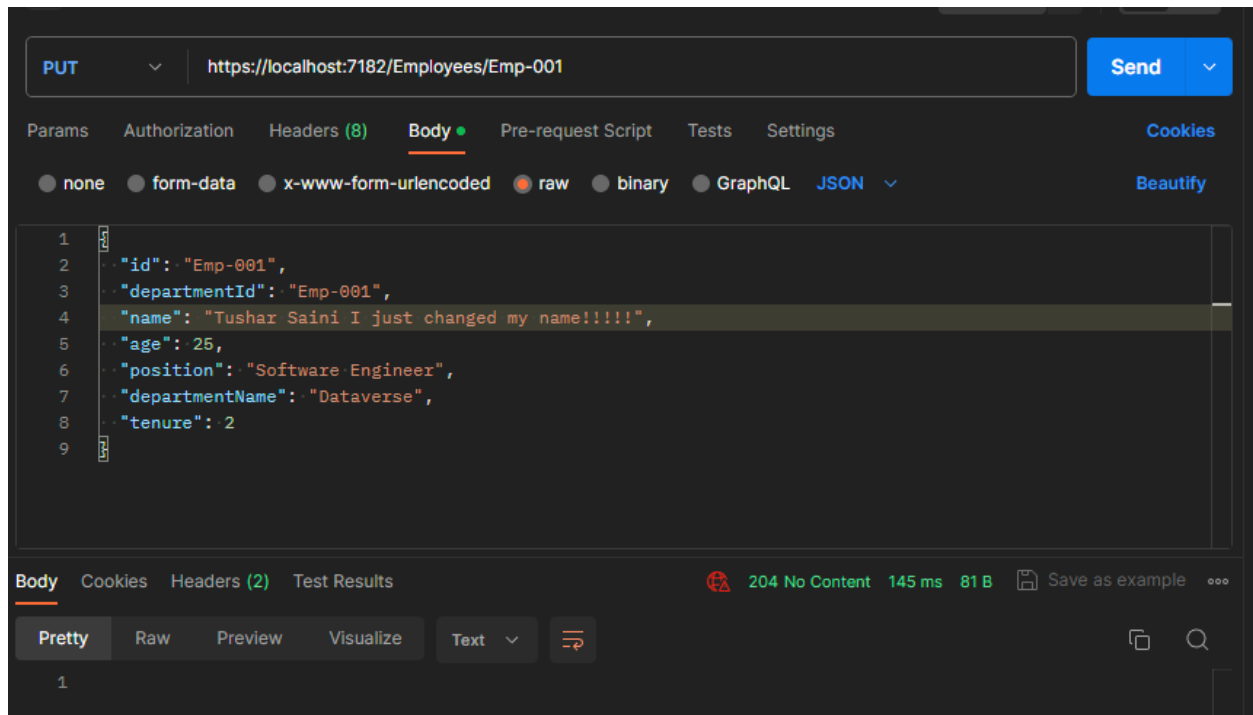 PUT https://localhost:7182/Employees/Emp-001 Send
Params Authorization Headers (8) Body Pre-request Script Tests Settings Cookies
none form-data x-www-form-urlencoded raw binary GraphQL JSON Beautify
1 {
2 "id": "Emp-001",
3 "departmentId": "Emp-001",
4 "name": "Tushar Saini I just changed my name!!!!!",
5 "age": 25,
6 "position": "Software Engineer",
7 "departmentName": "Dataverse",
8 "tenure": 2
9 }
Body Cookies Headers (2) Test Results 204 No Content 145 ms 81 B Save as example
Pretty Raw Preview Visualize Text
1